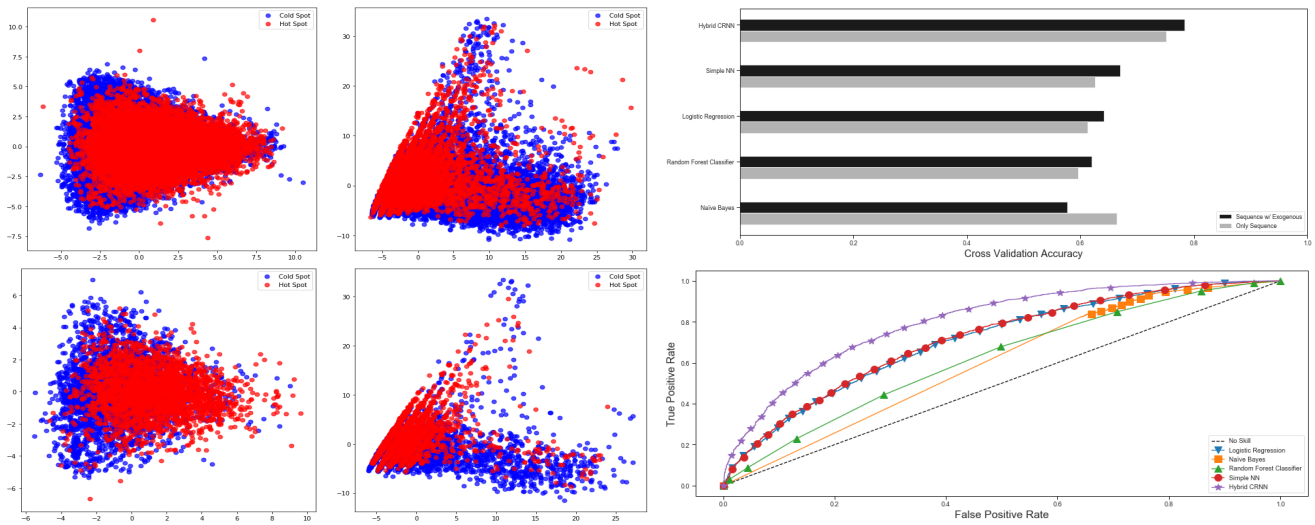 Cold Spot
Hot Spot
10.0
7.5
5.0
2.5
0.0
−2.5
−5.0
−7.5
−5.0 −2.5 0.0 2.5 5.0 7.5 10.0
Cold Spot
Hot Spot
30
20
10
0
−10
−5 0 5 10 15 20 25 30
Hybrid CRNN
Simple NN
Logistic Regression
Random Forest Classifier
Naïve Bayes
Sequence w/ Exogenous
Only Sequence
0.0 0.2 0.4 0.6 0.8 1.0
Cross Validation Accuracy
Cold Spot
Hot Spot
6
4
2
0
−2
−4
−6
−6 −4 −2 0 2 4 6 8 10
Cold Spot
Hot Spot
30
20
10
0
−10
−5 0 5 10 15 20 25
True Positive Rate
1.0
0.8
0.6
0.4
0.2
0.0
No Skill
Logistic Regression
Naïve Bayes
Random Forest Classifier
Simple NN
Hybrid CRNN
0.0 0.2 0.4 0.6 0.8 1.0
False Positive Rate